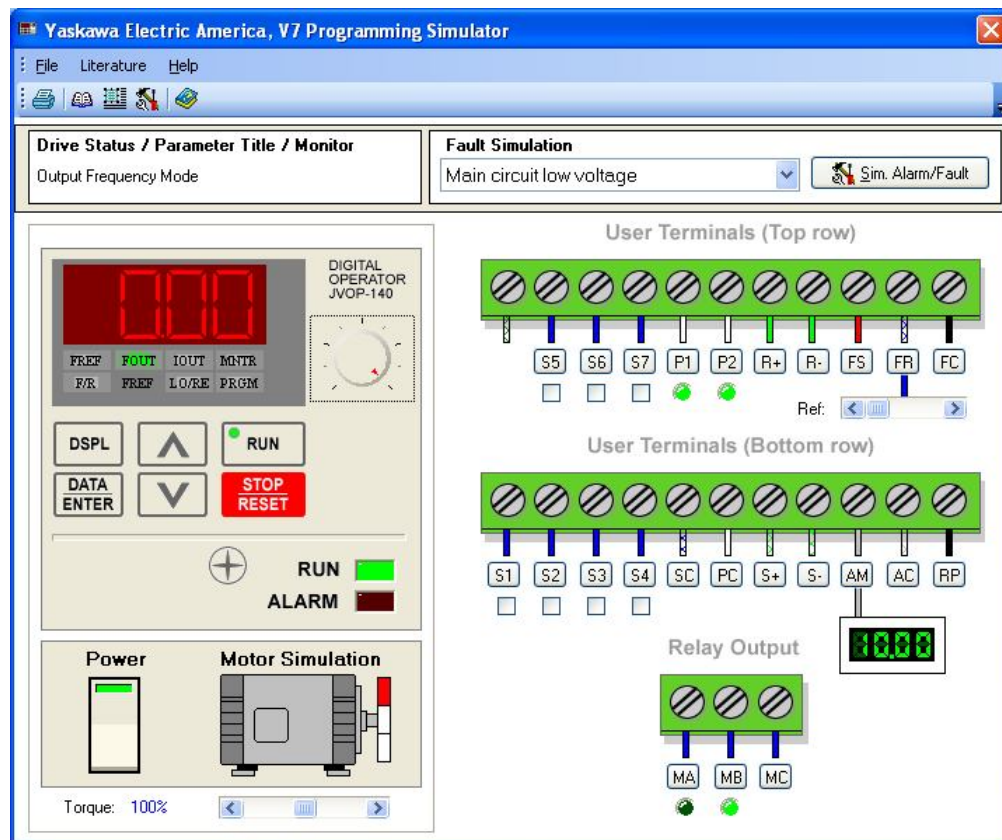 Yaskawa Electric America, V7 Programming Simulator
File Literature Help
Drive Status / Parameter Title / Monitor
Output Frequency Mode
Fault Simulation
Main circuit low voltage
Sim. Alarm/Fault
0.00
DIGITAL
OPERATOR
JVOP-140
FREF FOUT IOUT MNTR
F/R FREF LO/RE PRGM
DSPL
RUN
DATA
ENTER
STOP
RESET
RUN
ALARM
Power
Motor Simulation
Torque: 100%
User Terminals (Top row)
S5 S6 S7 P1 P2 R+ R- FS FR FC
Ref:
User Terminals (Bottom row)
S1 S2 S3 S4 SC PC S+ S- AM AC RP
10.00
Relay Output
MA MB MC